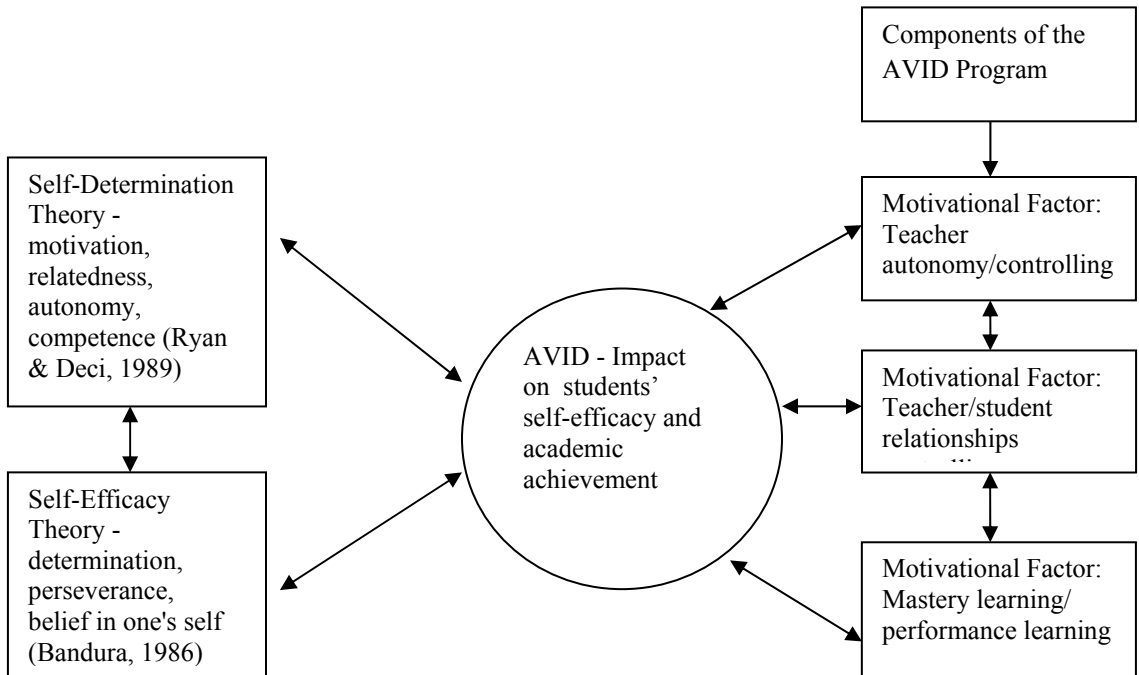 Components of the
AVID Program
Self-Determination
Theory -
motivation,
relatedness,
autonomy,
competence (Ryan
& Deci, 1989)
Motivational Factor:
Teacher
autonomy/controlling
AVID - Impact
on students’
self-efficacy and
academic
achievement
Motivational Factor:
Teacher/student
relationships
Self-Efficacy
Theory -
determination,
perseverance,
belief in one's self
(Bandura, 1986)
Motivational Factor:
Mastery learning/
performance learning